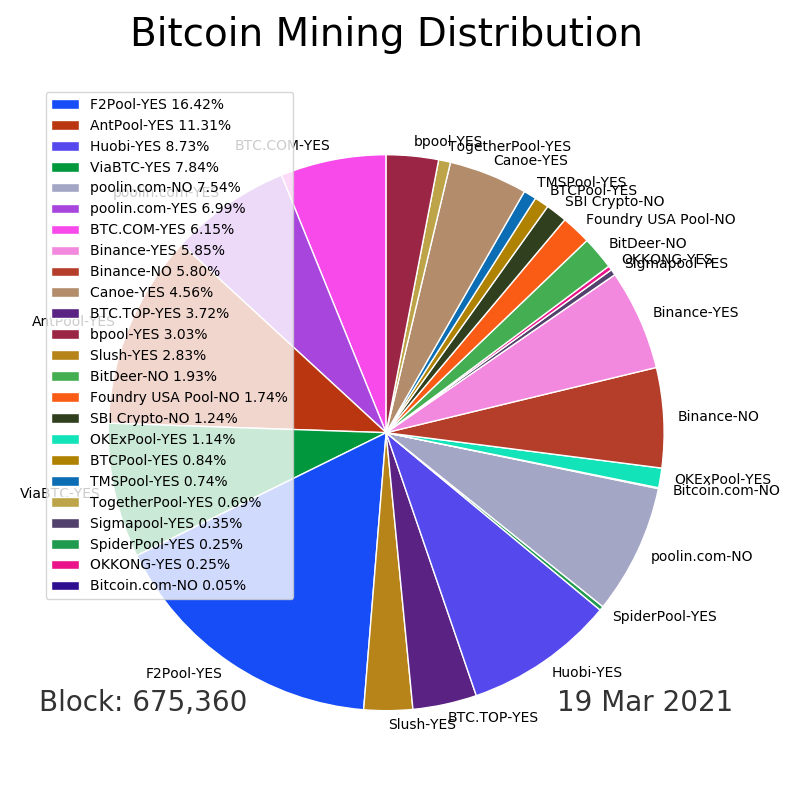 Bitcoin Mining Distribution
F2Pool-YES 16.42%
AntPool-YES 11.31%
Huobi-YES 8.73%
ViaBTC-YES 7.84%
poolin.com-NO 7.54%
poolin.com-YES 6.99%
BTC.COM-YES 6.15%
Binance-YES 5.85%
Binance-NO 5.80%
Canoe-YES 4.56%
BTC.TOP-YES 3.72%
bpool-YES 3.03%
Slush-YES 2.83%
BitDeer-NO 1.93%
Foundry USA Pool-NO 1.74%
SBI Crypto-NO 1.24%
OKExPool-YES 1.14%
BTCPool-YES 0.84%
TMSPool-YES 0.74%
TogetherPool-YES 0.69%
Sigmapool-YES 0.35%
SpiderPool-YES 0.25%
OKKONG-YES 0.25%
Bitcoin.com-NO 0.05%
BTC.COM-YES
poolin.com-YES
AntPool-YES
ViaBTC-YES
F2Pool-YES
Slush-YES
BTC.TOP-YES
Huobi-YES
SpiderPool-YES
poolin.com-NO
Bitcoin.com-NO
OKExPool-YES
Binance-NO
Binance-YES
Sigmapool-YES
OKKONG-YES
BitDeer-NO
Foundry USA Pool-NO
SBI Crypto-NO
BTCPool-YES
TMSPool-YES
Canoe-YES
TogetherPool-YES
bpool-YES
Block: 675,360
19 Mar 2021